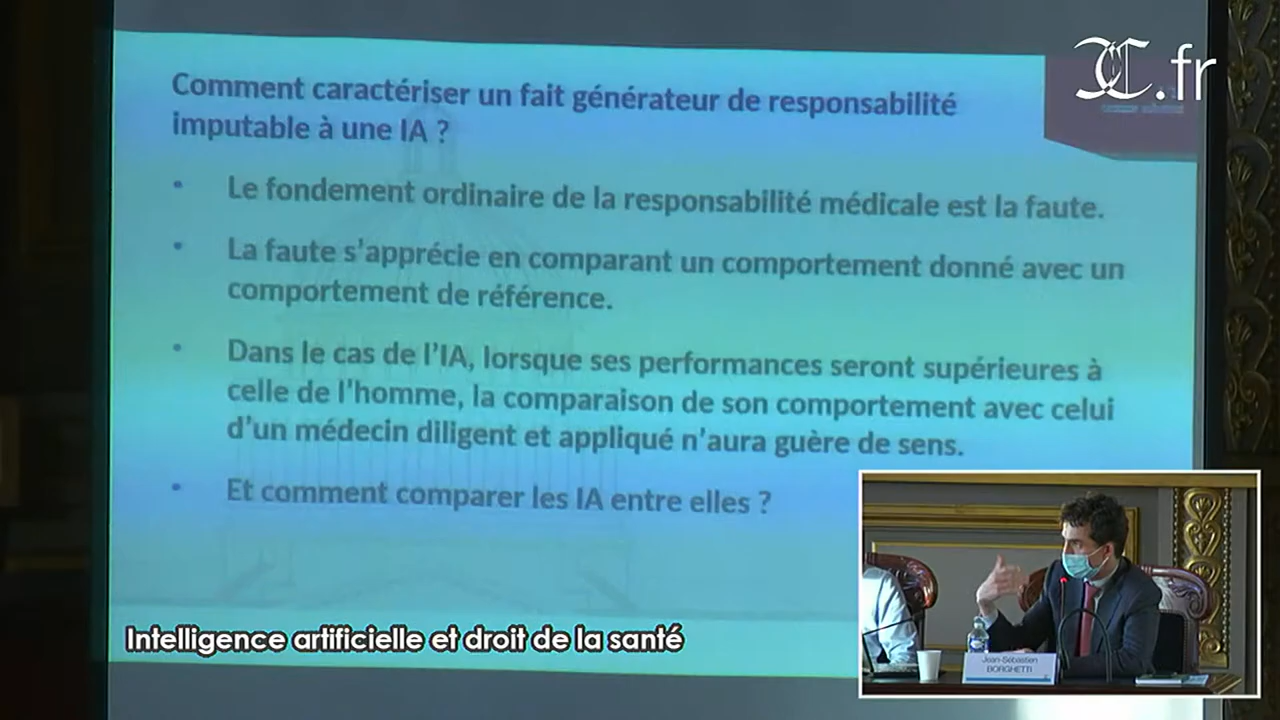 Comment caractériser un fait générateur de responsabilité
imputable à une IA ?
• Le fondement ordinaire de la responsabilité médicale est la faute.
• La faute s'apprécie en comparant un comportement donné avec un
comportement de référence.
• Dans le cas de l'IA, lorsque ses performances seront supérieures à
celle de l'homme, la comparaison de son comportement avec celui
d'un médecin diligent et appliqué n'aura guère de sens.
• Et comment comparer les IA entre elles ?
.fr
Intelligence artificielle et droit de la santé
Jean-Sébastien
BORGHETTI